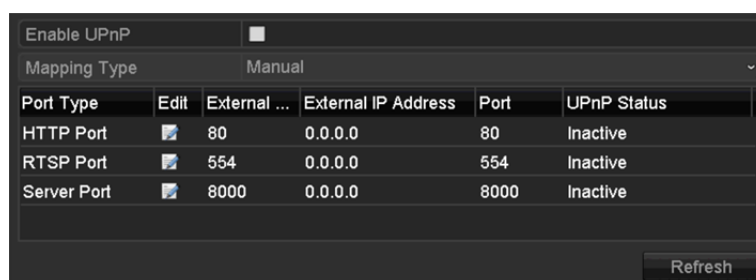 Enable UPnP
Mapping Type Manual
Port Type Edit External ... External IP Address Port UPnP Status
HTTP Port 80 0.0.0.0 80 Inactive
RTSP Port 554 0.0.0.0 554 Inactive
Server Port 8000 0.0.0.0 8000 Inactive
Refresh